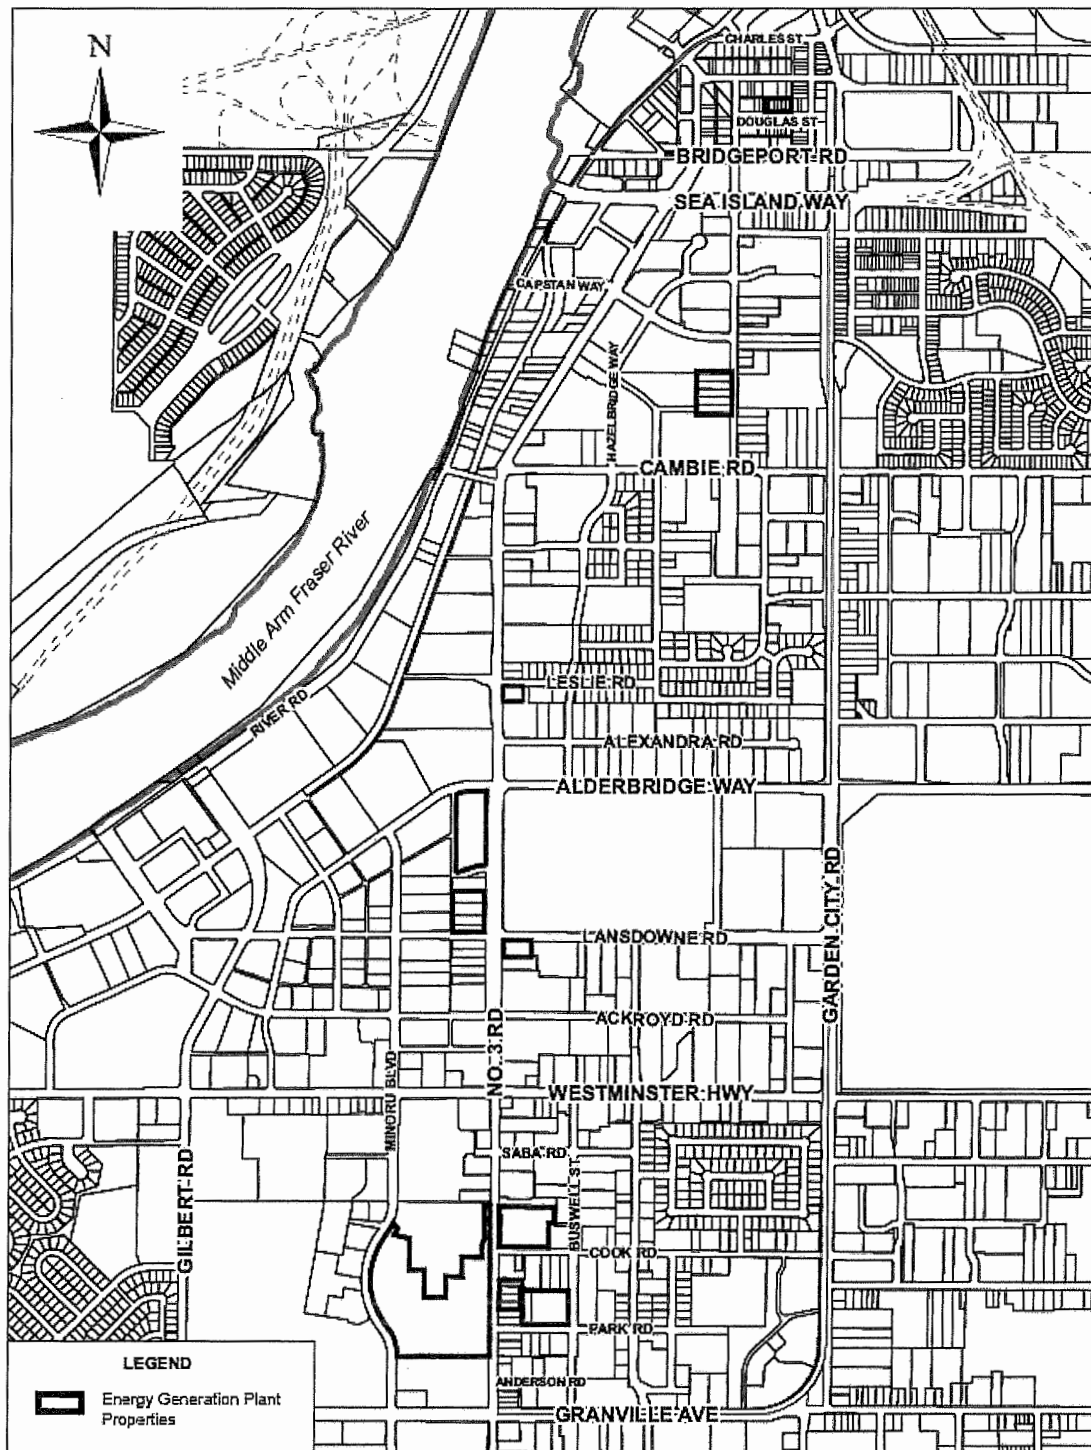 N
CHARLES ST
DOUGLAS ST
BRIDGEPORT RD
SEA ISLAND WAY
CAPSTAN WAY
HAZELBRIDGE WAY
CAMBIE RD
Middle Arm Fraser River
LESLIE RD
RIVER RD
ALEXANDRA RD
ALDERBRIDGE WAY
GARDEN CITY RD
LANSDOWNE RD
ACKROYD RD
NO. 3 RD
MINORU BLVD
WESTMINSTER HWY
SABA RD
BUSWELL ST
GILBERT RD
COOK RD
PARK RD
ANDERSON RD
GRANVILLE AVE
LEGEND
Energy Generation Plant
Properties